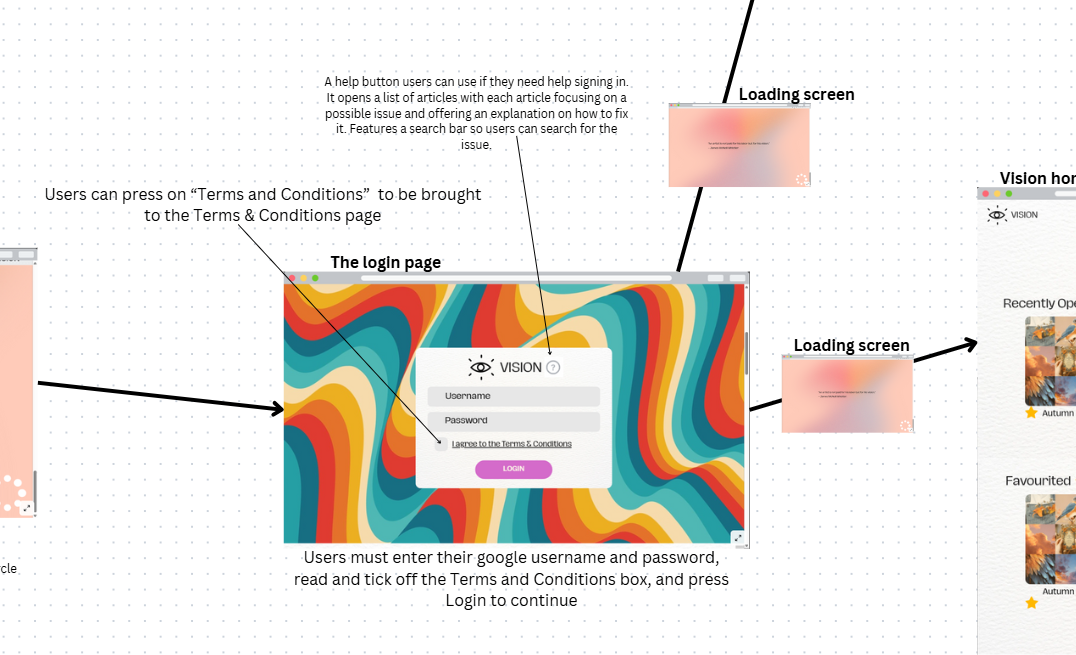 A help button users can use if they need help signing in.
It opens a list of articles with each article focusing on a
possible issue and offering an explanation on how to fix
it. Features a search bar so users can search for the
issue.
Loading screen
Users can press on “Terms and Conditions”  to be brought
to the Terms & Conditions page
The login page
VISION ?
Username
Password
I agree to the Terms & Conditions
LOGIN
Users must enter their google username and password,
read and tick off the Terms and Conditions box, and press
Login to continue
Loading screen
Vision hor
VISION
Recently Ope
Autumn
Favourited
Autumn
cle